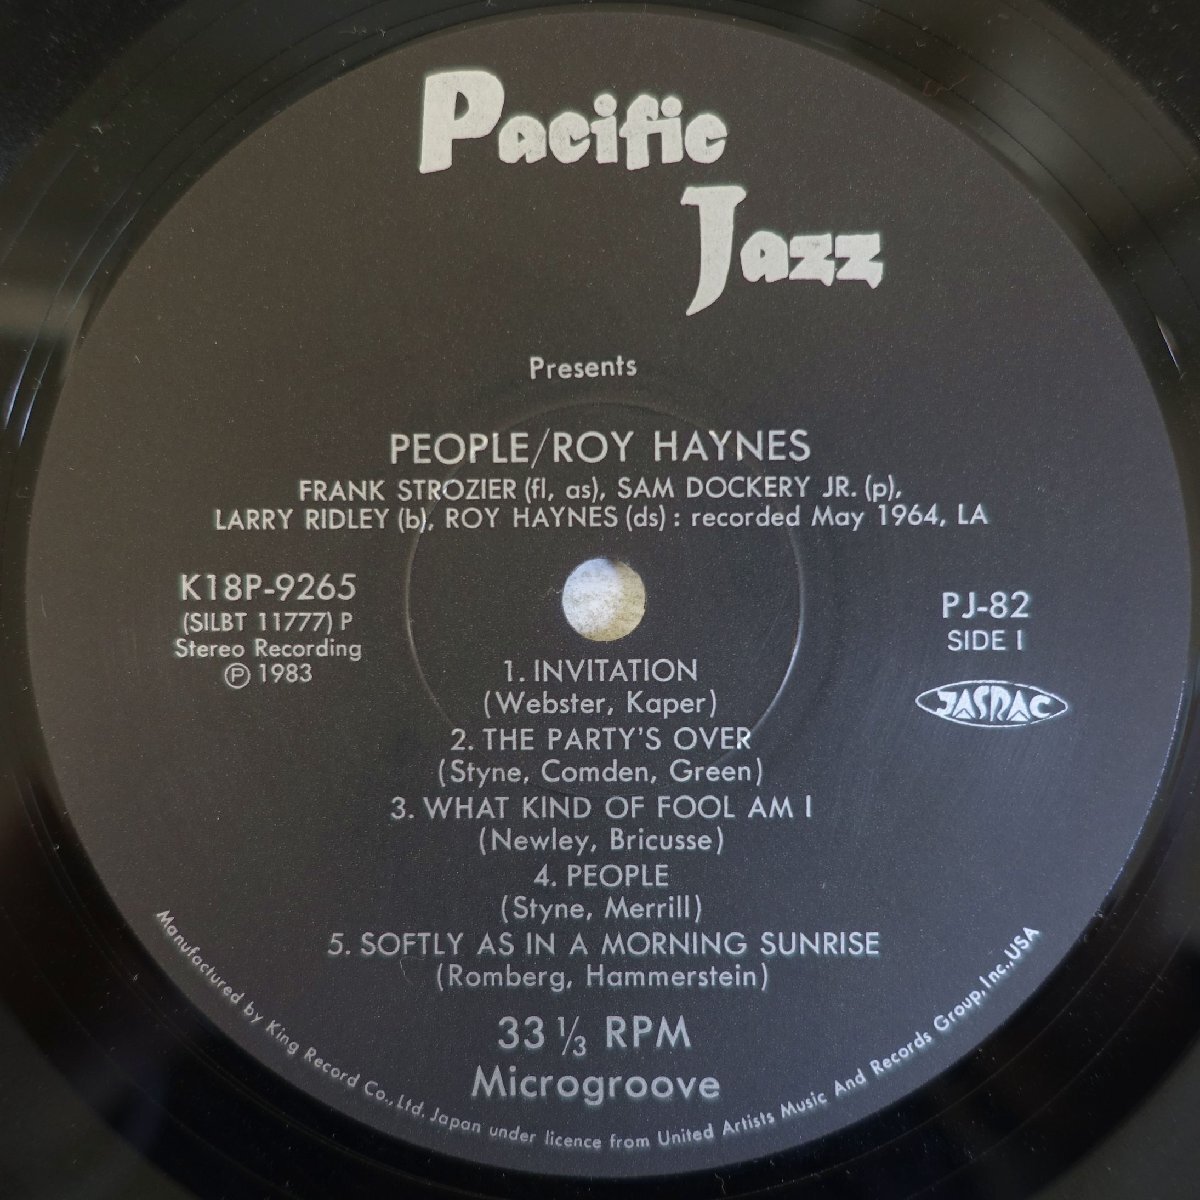 Pacific
Jazz
Presents
PEOPLE/ROY HAYNES
FRANK STROZIER (fl, as), SAM DOCKERY JR. (p),
LARRY RIDLEY (b), ROY HAYNES (ds) : recorded May 1964, LA
K18P-9265
(SILBT 11777) P
Stereo Recording
Ⓟ 1983
PJ-82
SIDE I
JASRAC
1. INVITATION
(Webster, Kaper)
2. THE PARTY'S OVER
(Styne, Comden, Green)
3. WHAT KIND OF FOOL AM I
(Newley, Bricusse)
4. PEOPLE
(Styne, Merrill)
5. SOFTLY AS IN A MORNING SUNRISE
(Romberg, Hammerstein)
33 1/3 RPM
Microgroove
Manufactured by King Record Co., Ltd. Japan under licence from United Artists Music And Records Group, Inc., USA